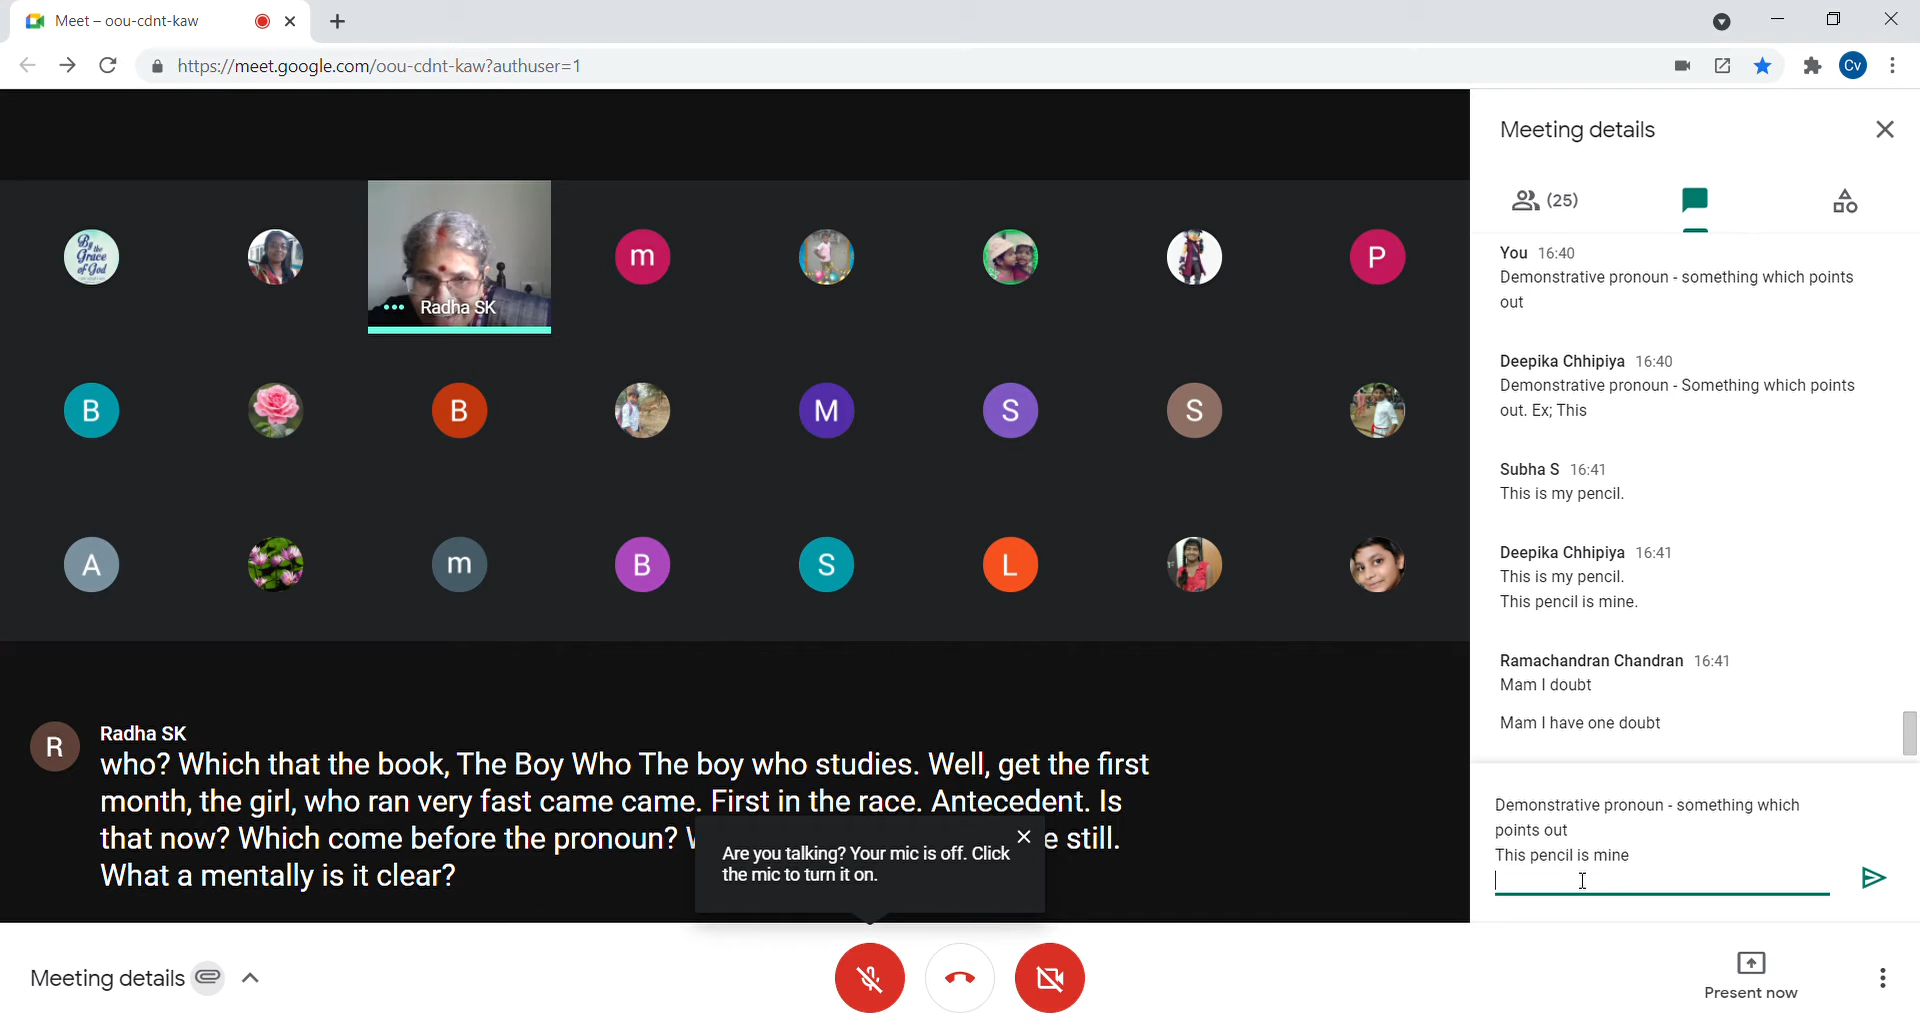 Meet – oou-cdnt-kaw
https://meet.google.com/oou-cdnt-kaw?authuser=1
Cv
Meeting details
(25)
By the
Grace
of God
Radha SK
m
P
B
B
M
S
S
A
m
B
S
L
You 16:40
Demonstrative pronoun - something which points
out
Deepika Chhipiya 16:40
Demonstrative pronoun - Something which points
out. Ex; This
Subha S 16:41
This is my pencil.
Deepika Chhipiya 16:41
This is my pencil.
This pencil is mine.
Ramachandran Chandran 16:41
Mam I doubt
Mam I have one doubt
Demonstrative pronoun - something which
points out
This pencil is mine
R
Radha SK
who? Which that the book, The Boy Who The boy who studies. Well, get the first
month, the girl, who ran very fast came came. First in the race. Antecedent. Is
that now? Which come before the pronoun? e still.
What a mentally is it clear?
Are you talking? Your mic is off. Click
the mic to turn it on.
Meeting details
Present now